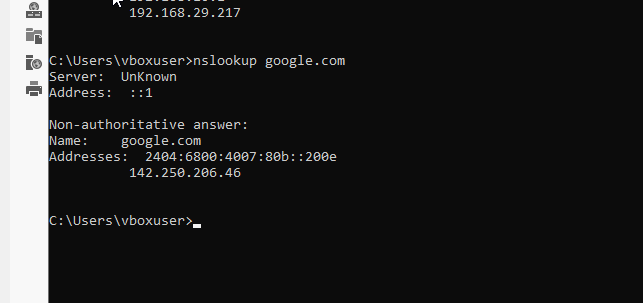 192.168.29.217
C:\Users\vboxuser>nslookup google.com
Server:  UnKnown
Address:  ::1
Non-authoritative answer:
Name:    google.com
Addresses:  2404:6800:4007:80b::200e
142.250.206.46
C:\Users\vboxuser>